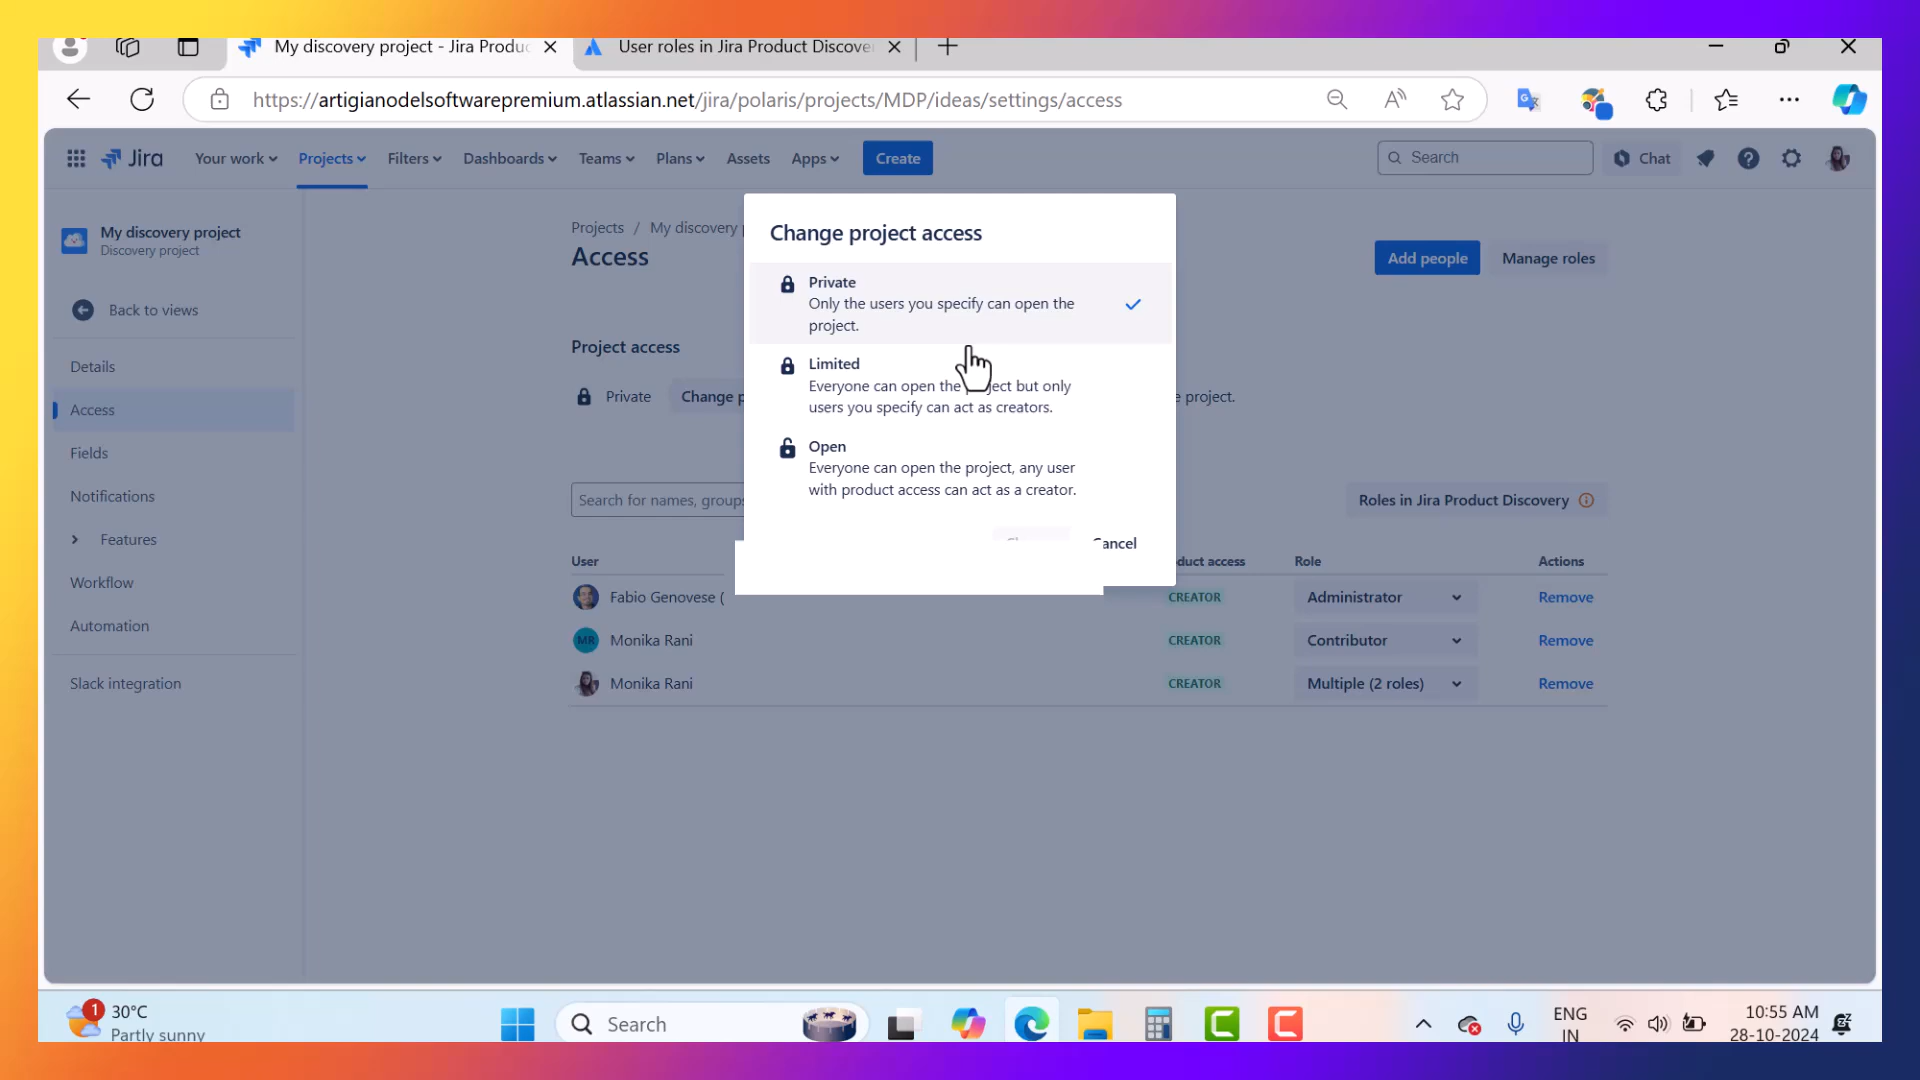 My discovery project - Jira Produc
User roles in Jira Product Discove
https://artigianodelsoftwarepremium.atlassian.net/jira/polaris/projects/MDP/ideas/settings/access
Jira
Your work
Projects
Filters
Dashboards
Teams
Plans
Assets
Apps
Create
Search
Chat
My discovery project
Discovery project
Back to views
Details
Access
Fields
Notifications
Features
Workflow
Automation
Slack integration
Projects / My discovery p
Access
Add people
Manage roles
Project access
Private
Change p
e project.
Search for names, groups
Roles in Jira Product Discovery
User
duct access
Role
Actions
Fabio Genovese (
CREATOR
Administrator
Remove
MR
Monika Rani
CREATOR
Contributor
Remove
Monika Rani
CREATOR
Multiple (2 roles)
Remove
Change project access
Private
Only the users you specify can open the
project.
Limited
Everyone can open the project but only
users you specify can act as creators.
Open
Everyone can open the project, any user
with product access can act as a creator.
Cancel
1
30°C
Partly sunny
Search
ENG
IN
10:55 AM
28-10-2024